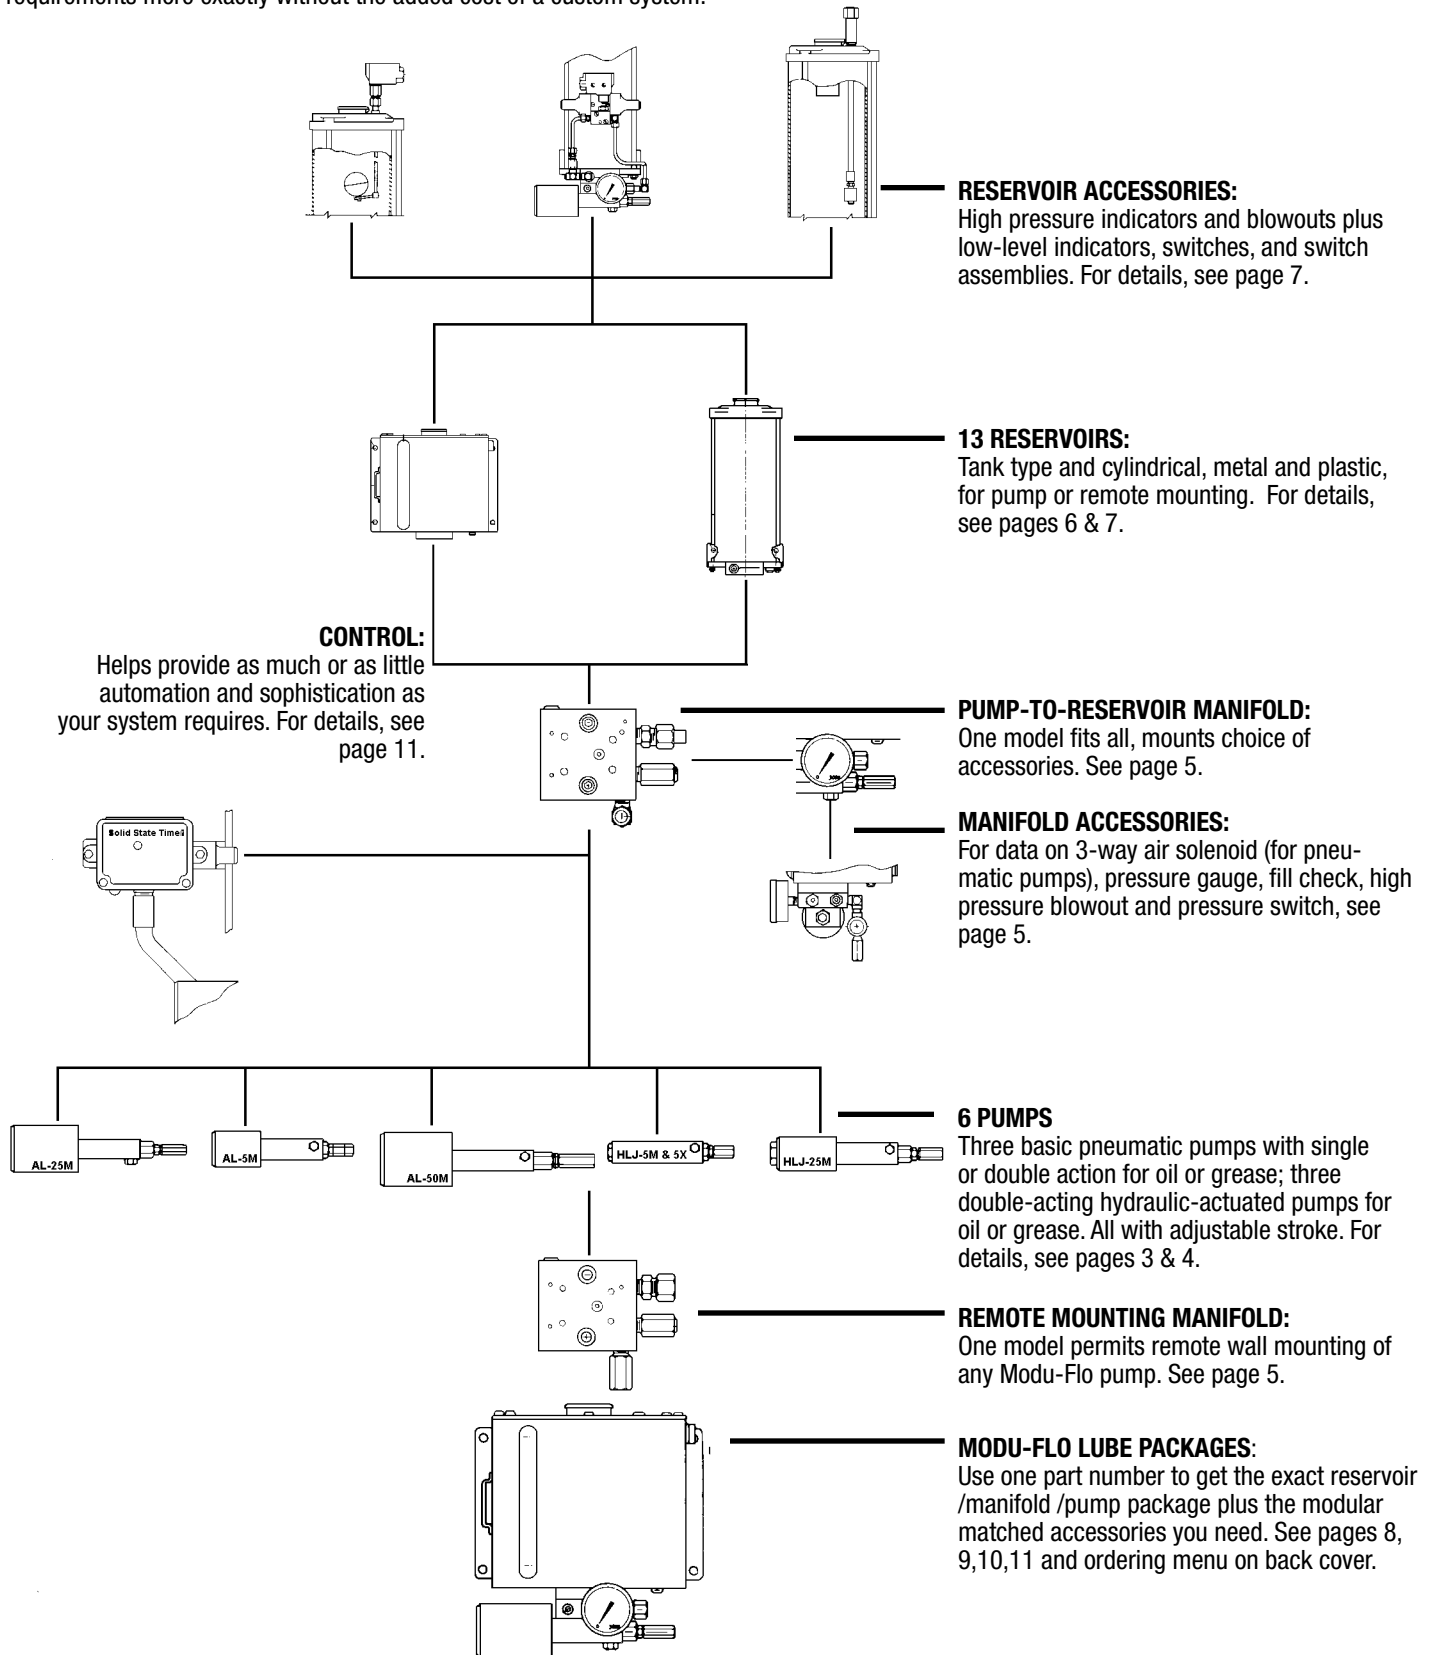 requirements more exactly without the added cost of a custom system.
RESERVOIR ACCESSORIES:
High pressure indicators and blowouts plus
low-level indicators, switches, and switch
assemblies. For details, see page 7.
13 RESERVOIRS:
Tank type and cylindrical, metal and plastic,
for pump or remote mounting. For details,
see pages 6 & 7.
CONTROL:
Helps provide as much or as little
automation and sophistication as
your system requires. For details, see
page 11.
PUMP-TO-RESERVOIR MANIFOLD:
One model fits all, mounts choice of
accessories. See page 5.
MANIFOLD ACCESSORIES:
For data on 3-way air solenoid (for pneu-
matic pumps), pressure gauge, fill check, high
pressure blowout and pressure switch, see
page 5.
Solid State Timer
6 PUMPS
Three basic pneumatic pumps with single
or double action for oil or grease; three
double-acting hydraulic-actuated pumps for
oil or grease. All with adjustable stroke. For
details, see pages 3 & 4.
AL-25M
AL-5M
AL-50M
HLJ-5M & 5X
HLJ-25M
REMOTE MOUNTING MANIFOLD:
One model permits remote wall mounting of
any Modu-Flo pump. See page 5.
MODU-FLO LUBE PACKAGES:
Use one part number to get the exact reservoir
/manifold /pump package plus the modular
matched accessories you need. See pages 8,
9,10,11 and ordering menu on back cover.